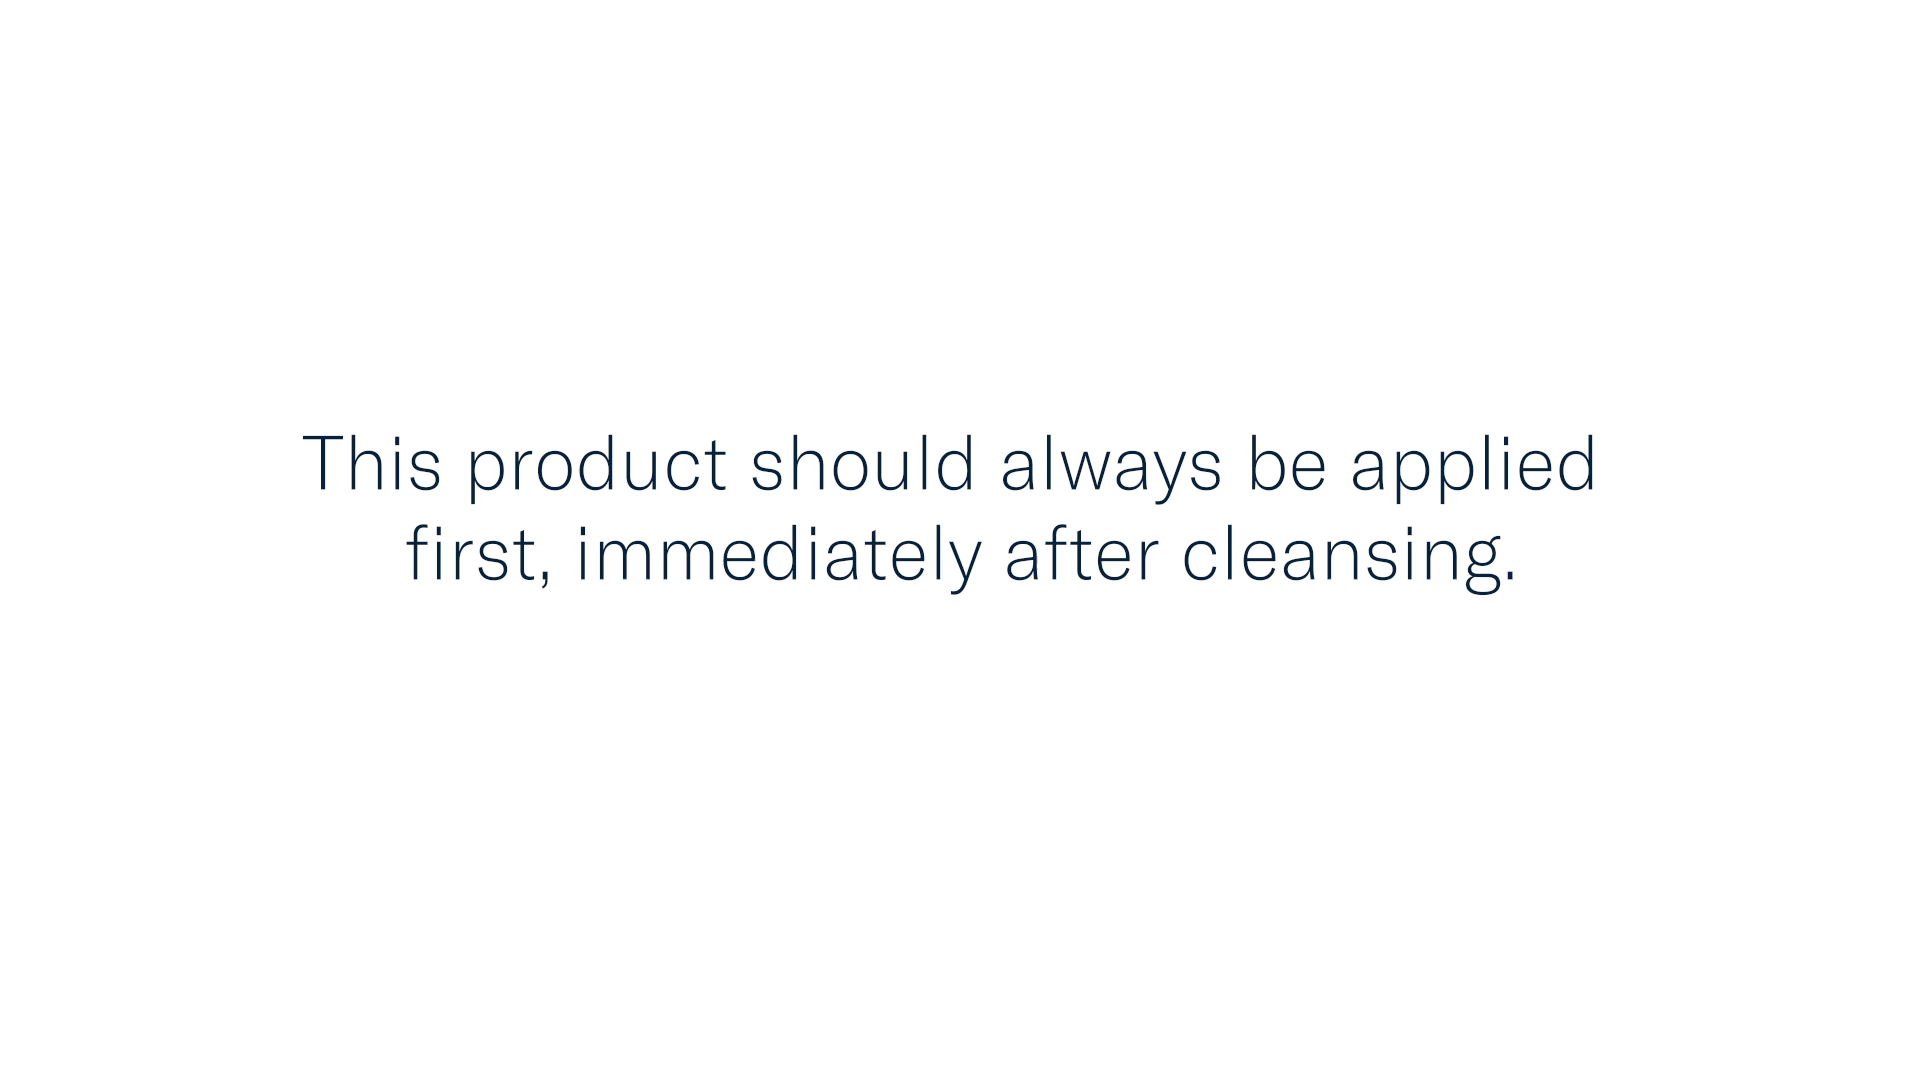 This product should always be applied
first, immediately after cleansing.